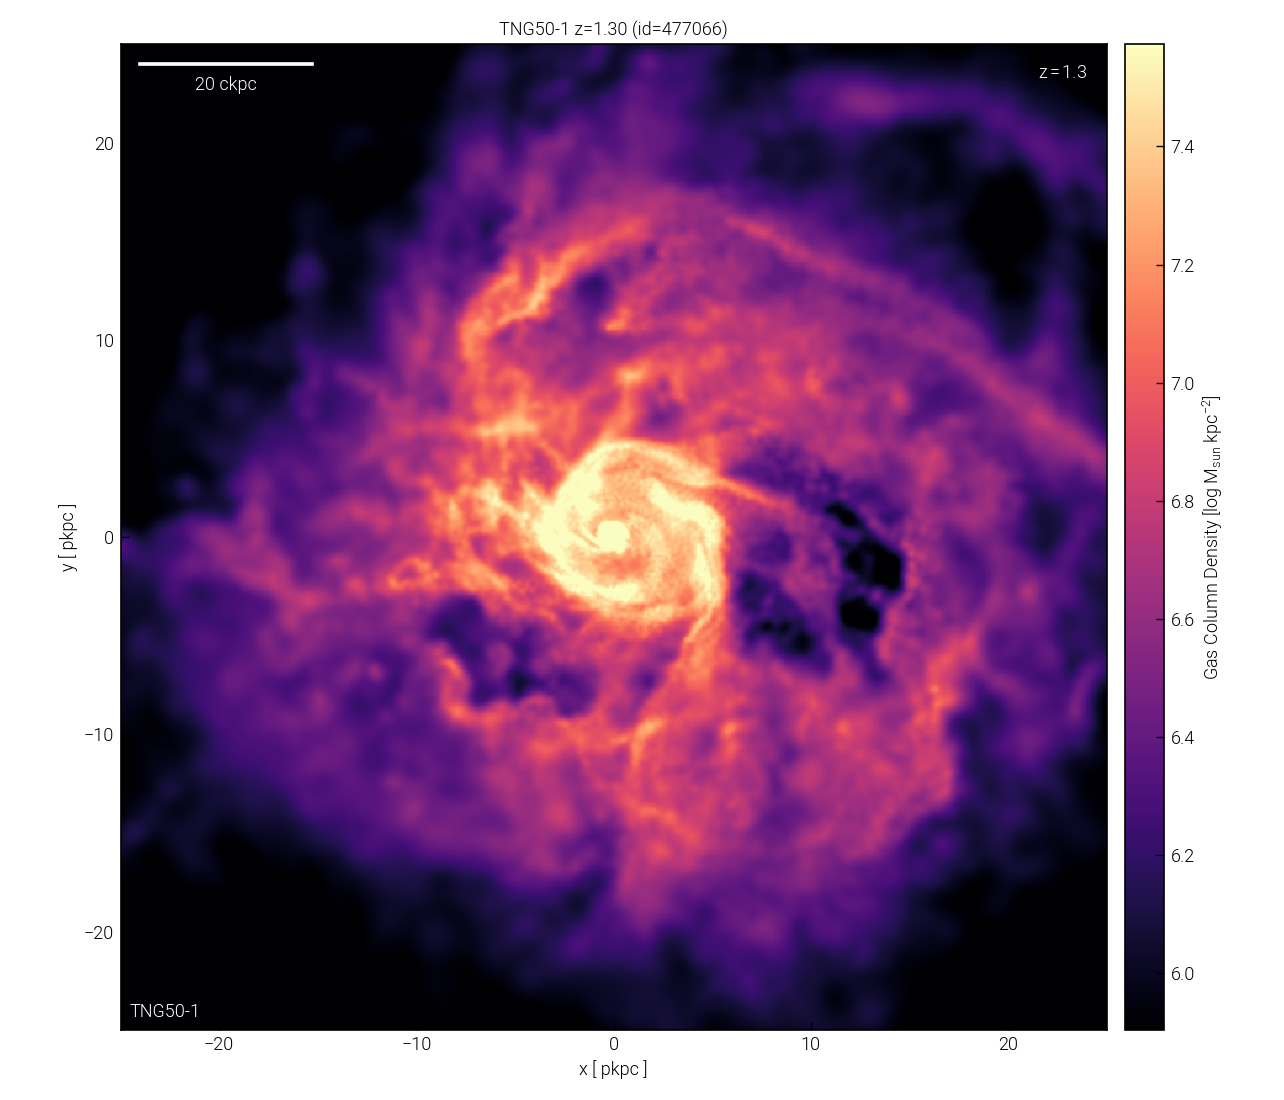 TNG50-1 z=1.30 (id=477066)
20 ckpc
z = 1.3
20
10
0
−10
−20
y [ pkpc ]
TNG50-1
−20
−10
0
10
20
x [ pkpc ]
7.4
7.2
7.0
6.8
6.6
6.4
6.2
6.0
Gas Column Density [log M_sun kpc^−2]